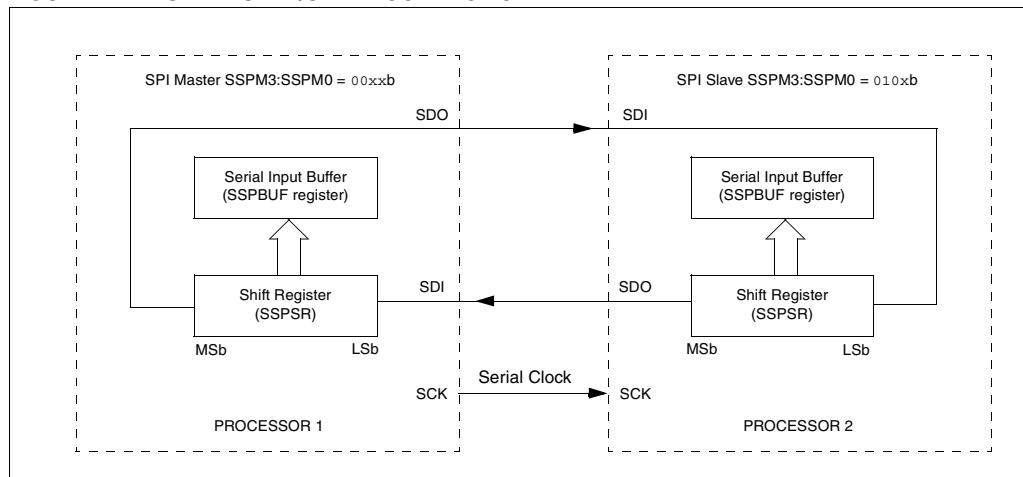 SPI Master SSPM3:SSPM0 = 00xxb
SDO
Serial Input Buffer
(SSPBUF register)
Shift Register
(SSPSR)
MSb
LSb
SDI
SCK
PROCESSOR 1
Serial Clock
SPI Slave SSPM3:SSPM0 = 010xb
SDI
Serial Input Buffer
(SSPBUF register)
SDO
Shift Register
(SSPSR)
MSb
LSb
SCK
PROCESSOR 2